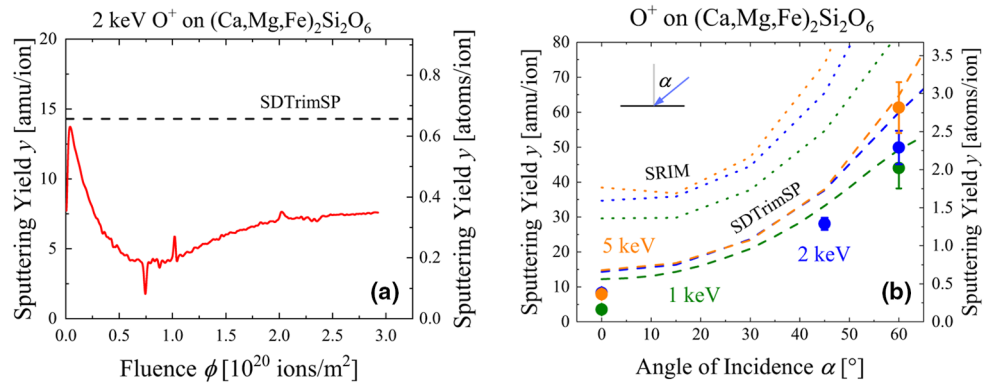 2 keV O⁺ on (Ca,Mg,Fe)₂Si₂O₆
20
15
10
5
0
Sputtering Yield y [amu/ion]
SDTrimSP
0.8
0.6
0.4
0.2
0.0
Sputtering Yield y [atoms/ion]
(a)
0.0 0.5 1.0 1.5 2.0 2.5 3.0
Fluence ϕ [10²⁰ ions/m²]
O⁺ on (Ca,Mg,Fe)₂Si₂O₆
80
70
60
50
40
30
20
10
0
Sputtering Yield y [amu/ion]
α
SRIM
SDTrimSP
5 keV
2 keV
1 keV
3.5
3.0
2.5
2.0
1.5
1.0
0.5
0.0
Sputtering Yield y [atoms/ion]
(b)
0 10 20 30 40 50 60
Angle of Incidence α [°]